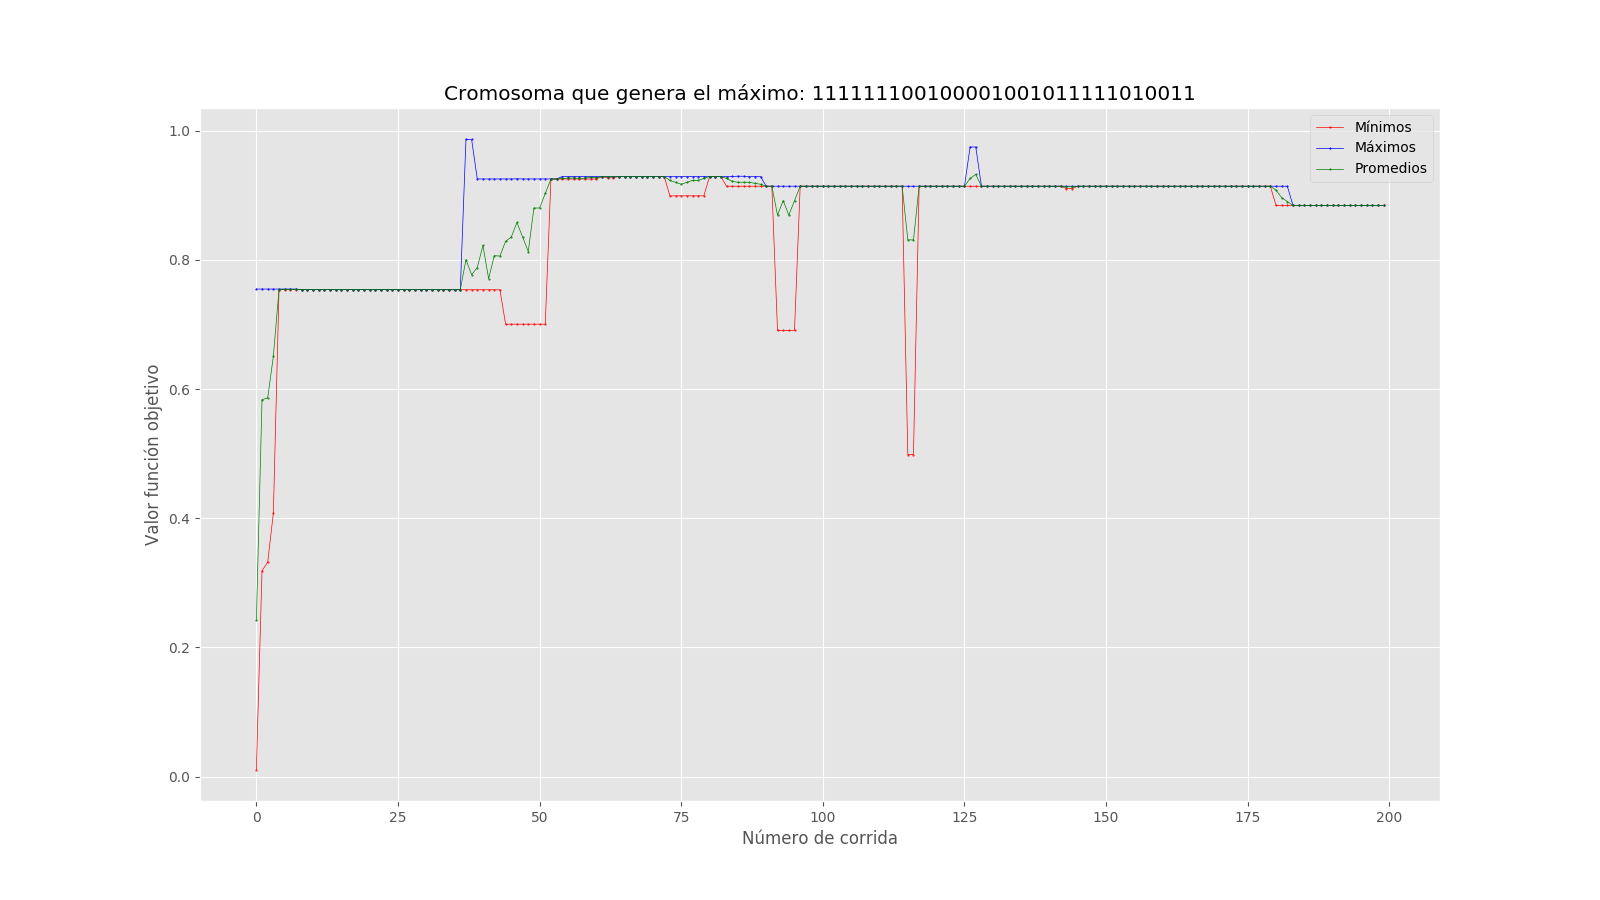 Cromosoma que genera el máximo: 111111100100001001011111010011
Mínimos
Máximos
Promedios
1.0
0.8
0.6
0.4
0.2
0.0
Valor función objetivo
0 25 50 75 100 125 150 175 200
Número de corrida